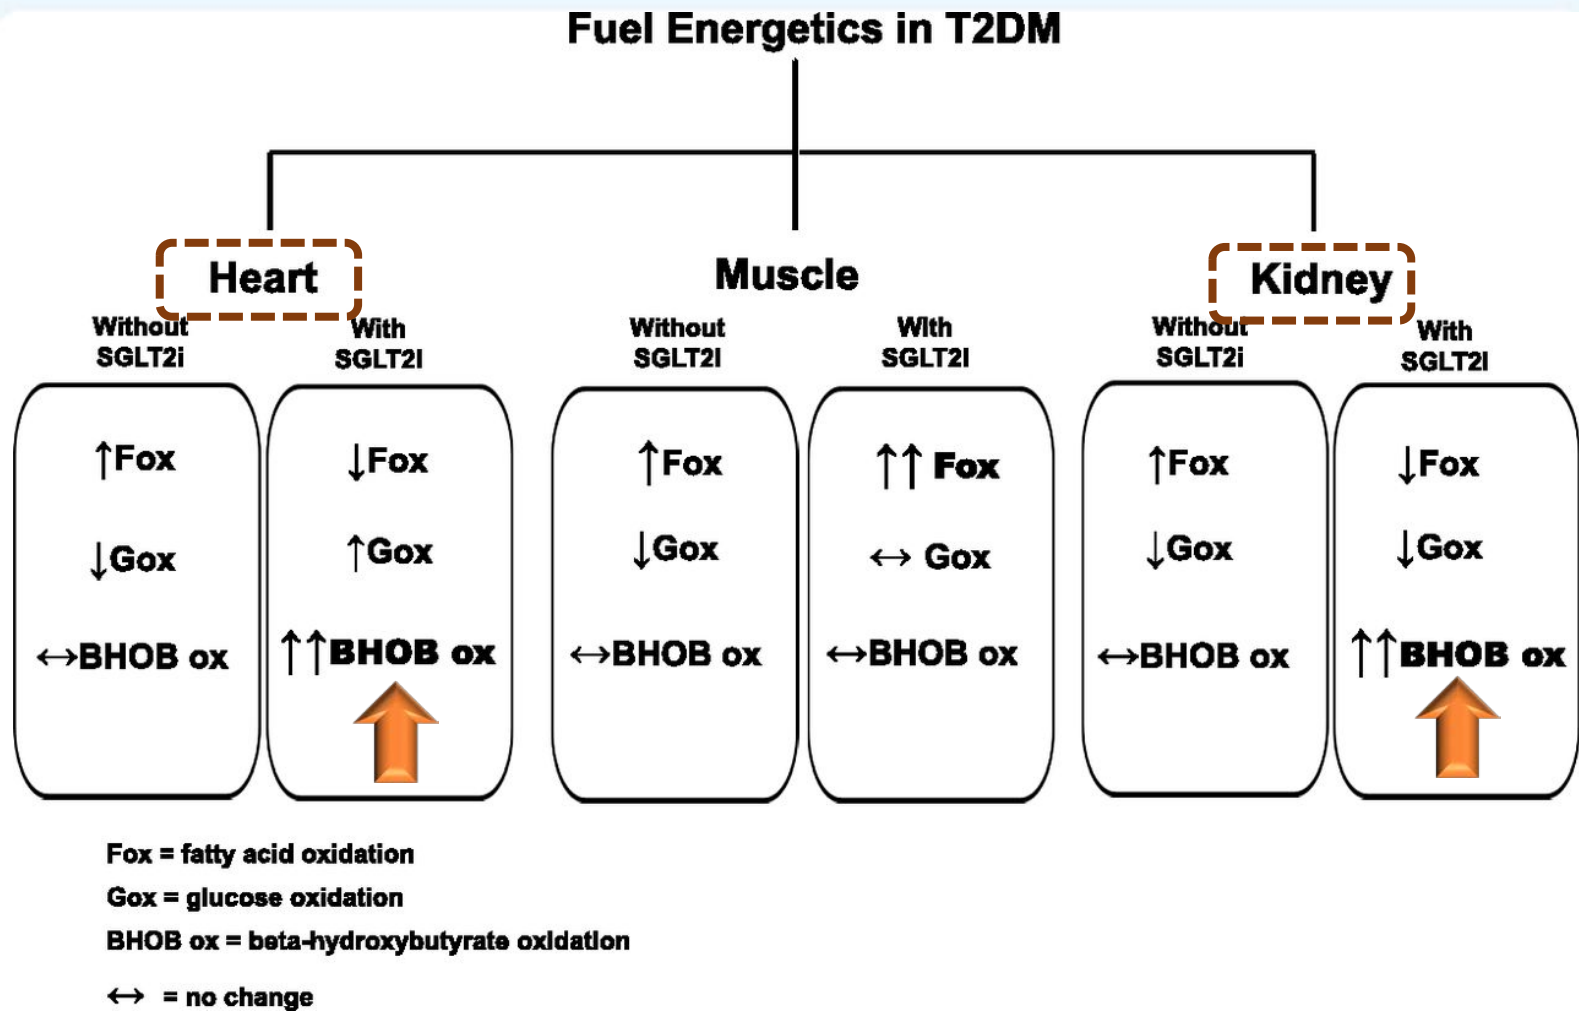 Fuel Energetics in T2DM
Heart
Without
SGLT2i
↑Fox
↓Gox
↔BHOB ox
With
SGLT2I
↓Fox
↑Gox
↑↑BHOB ox
Muscle
Without
SGLT2I
↑Fox
↓Gox
↔BHOB ox
With
SGLT2I
↑↑ Fox
↔ Gox
↔BHOB ox
Kidney
Without
SGLT2i
↑Fox
↓Gox
↔BHOB ox
With
SGLT2I
↓Fox
↓Gox
↑↑BHOB ox
Fox = fatty acid oxidation
Gox = glucose oxidation
BHOB ox = beta-hydroxybutyrate oxidation
↔ = no change